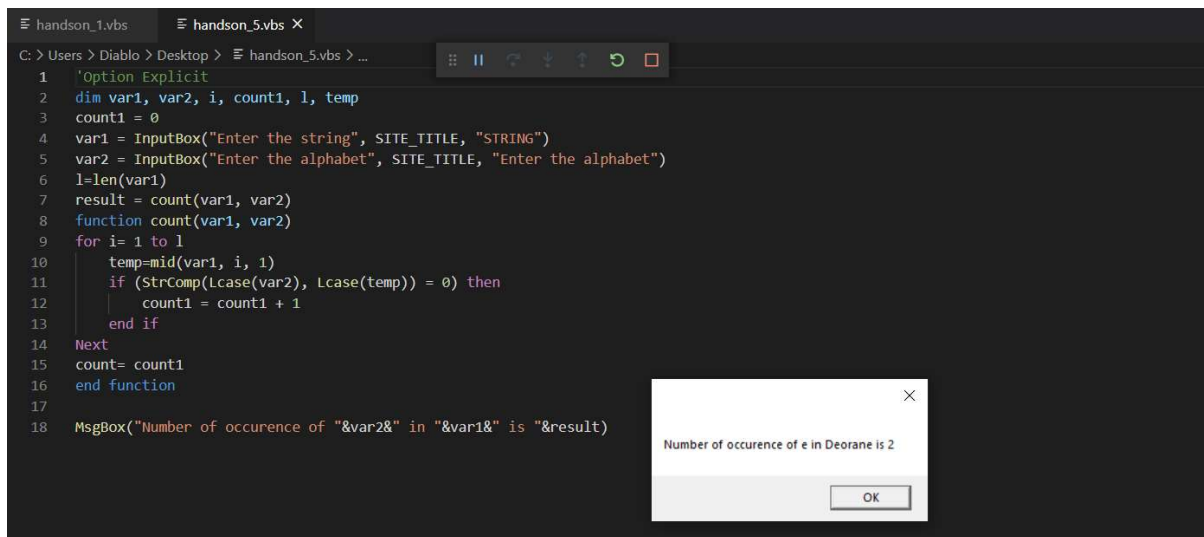 handson_1.vbs handson_5.vbs
C: > Users > Diablo > Desktop > handson_5.vbs > ...
1 'Option Explicit
2 dim var1, var2, i, count1, l, temp
3 count1 = 0
4 var1 = InputBox("Enter the string", SITE_TITLE, "STRING")
5 var2 = InputBox("Enter the alphabet", SITE_TITLE, "Enter the alphabet")
6 l=len(var1)
7 result = count(var1, var2)
8 function count(var1, var2)
9 for i= 1 to l
10 temp=mid(var1, i, 1)
11 if (StrComp(Lcase(var2), Lcase(temp)) = 0) then
12 count1 = count1 + 1
13 end if
14 Next
15 count= count1
16 end function
17
18 MsgBox("Number of occurence of "&var2&" in "&var1&" is "&result)
Number of occurence of e in Deorane is 2
OK